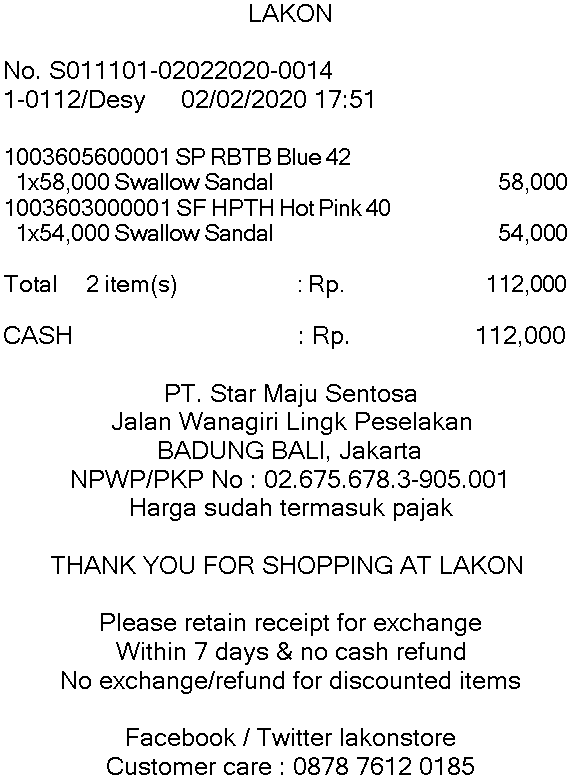 LAKON
No. S011101-02022020-0014
1-0112/Desy 02/02/2020 17:51
1003605600001 SP RBTB Blue 42
1x58,000 Swallow Sandal 58,000
1003603000001 SF HPTH Hot Pink 40
1x54,000 Swallow Sandal 54,000
Total 2 item(s) : Rp. 112,000
CASH : Rp. 112,000
PT. Star Maju Sentosa
Jalan Wanagiri Lingk Peselakan
BADUNG BALI, Jakarta
NPWP/PKP No : 02.675.678.3-905.001
Harga sudah termasuk pajak
THANK YOU FOR SHOPPING AT LAKON
Please retain receipt for exchange
Within 7 days & no cash refund
No exchange/refund for discounted items
Facebook / Twitter lakonstore
Customer care : 0878 7612 0185